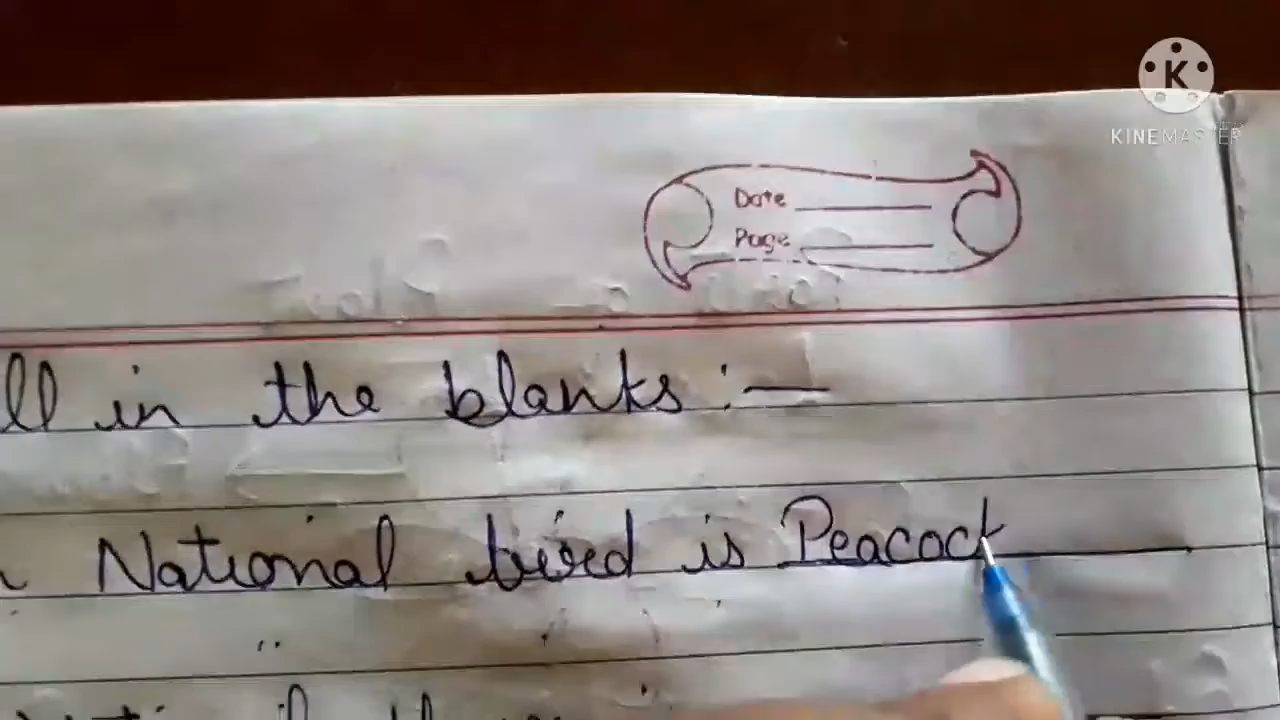 K
KINEMASTER
Date
Page
ll in the blanks :—
National bird is Peacock